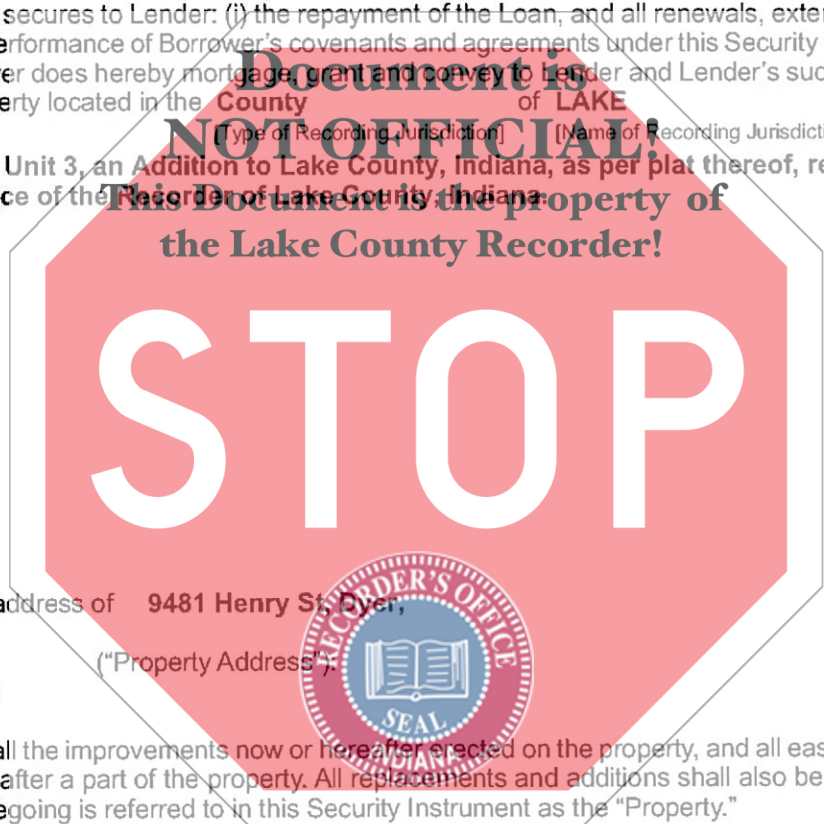 secures to Lender: (i) the repayment of the Loan, and all renewals, exter
erformance of Borrower's covenants and agreements under this Security
er does hereby mortgage, grant and convey to Lender and Lender's suc
Document is
erty located in the County of LAKE
[Type of Recording Jurisdiction] [Name of Recording Jurisdicti
NOT OFFICIAL!
Unit 3, an Addition to Lake County, Indiana, as per plat thereof, re
ce of the Recorder of Lake County, Indiana.
This Document is the property of
the Lake County Recorder!
STOP
address of 9481 Henry St, Dyer,
("Property Address"):
RECORDER'S OFFICE
SEAL
INDIANA
all the improvements now or hereafter erected on the property, and all eas
after a part of the property. All replacements and additions shall also be
egoing is referred to in this Security Instrument as the "Property."